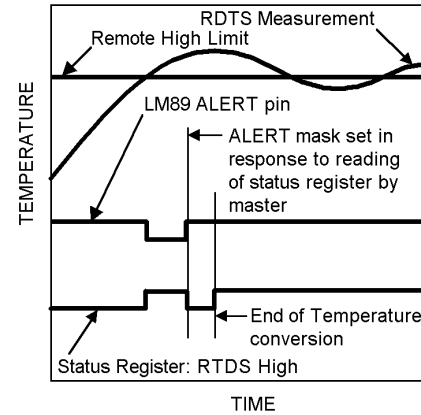 RDTS Measurement
Remote High Limit
LM89 ALERT pin
ALERT mask set in
response to reading
of status register by
master
End of Temperature
conversion
Status Register: RTDS High
TEMPERATURE
TIME